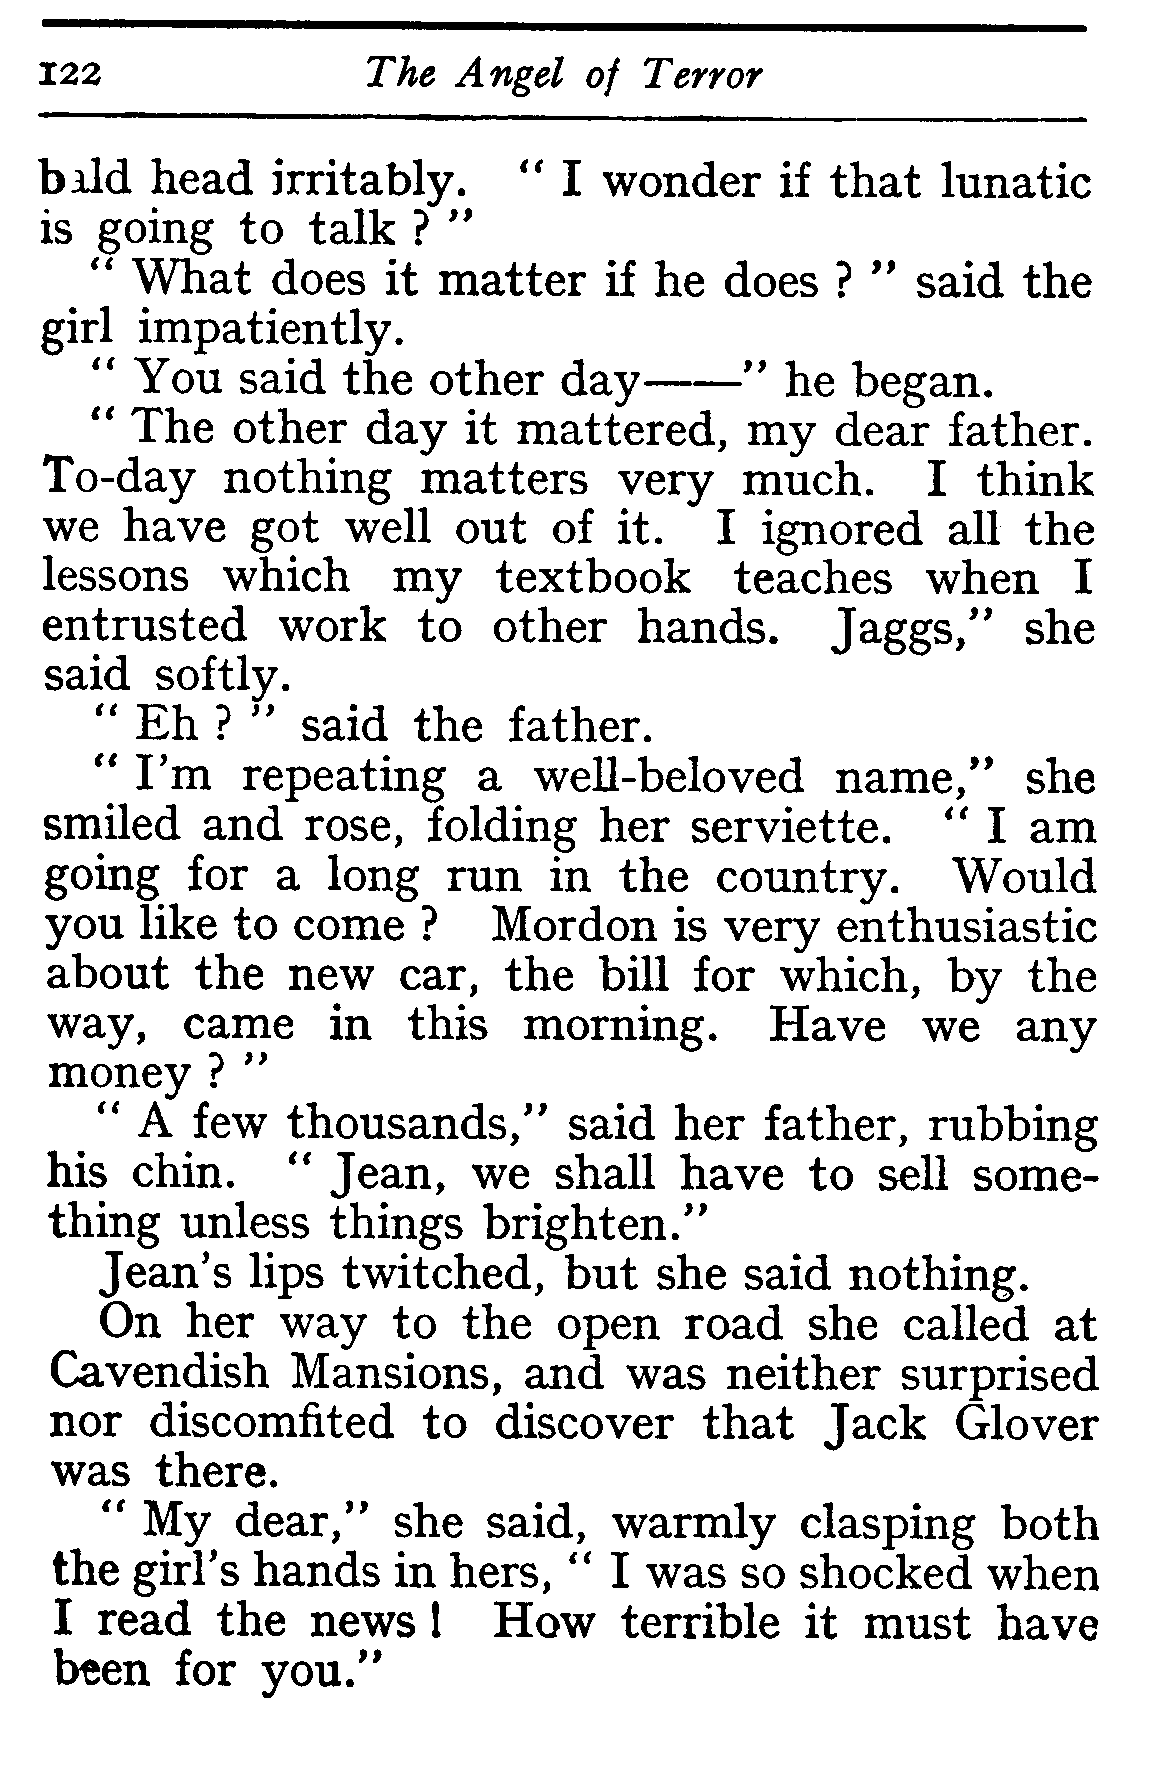 122 The Angel of Terror
bald head irritably. " I wonder if that lunatic
is going to talk ? "
" What does it matter if he does ? " said the
girl impatiently.
" You said the other day——" he began.
" The other day it mattered, my dear father.
To-day nothing matters very much. I think
we have got well out of it. I ignored all the
lessons which my textbook teaches when I
entrusted work to other hands. Jaggs," she
said softly.
" Eh ? " said the father.
" I'm repeating a well-beloved name," she
smiled and rose, folding her serviette. " I am
going for a long run in the country. Would
you like to come ? Mordon is very enthusiastic
about the new car, the bill for which, by the
way, came in this morning. Have we any
money ? "
" A few thousands," said her father, rubbing
his chin. " Jean, we shall have to sell some-
thing unless things brighten."
Jean's lips twitched, but she said nothing.
On her way to the open road she called at
Cavendish Mansions, and was neither surprised
nor discomfited to discover that Jack Glover
was there.
" My dear," she said, warmly clasping both
the girl's hands in hers, " I was so shocked when
I read the news ! How terrible it must have
been for you."